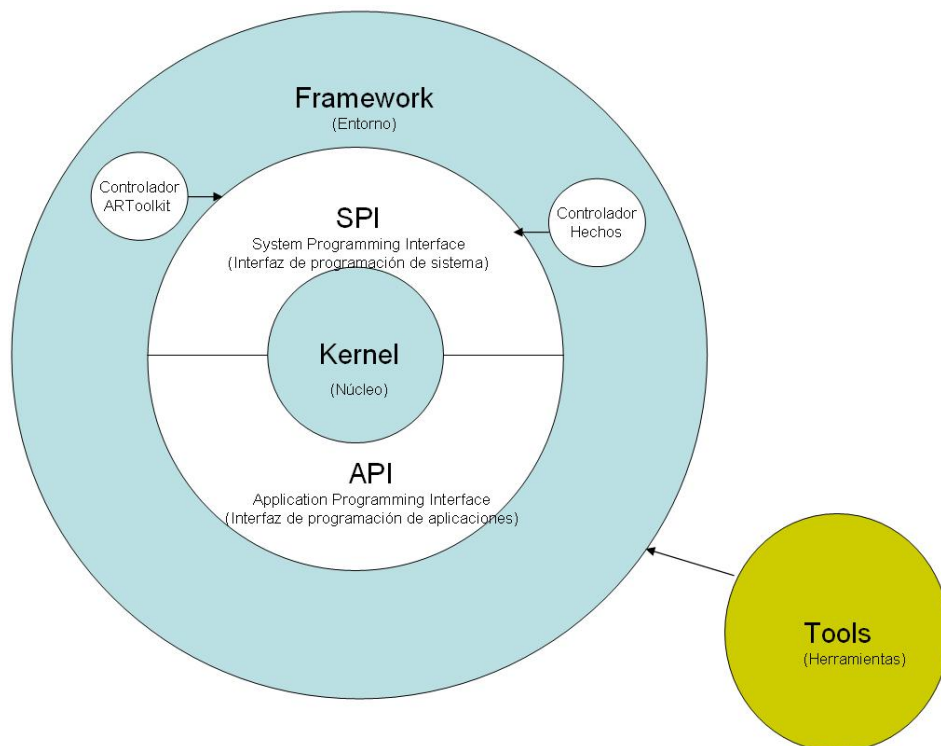 Framework
(Entorno)
Controlador
ARToolkit
Controlador
Hechos
SPI
System Programming Interface
(Interfaz de programación de sistema)
Kernel
(Núcleo)
API
Application Programming Interface
(Interfaz de programación de aplicaciones)
Tools
(Herramientas)